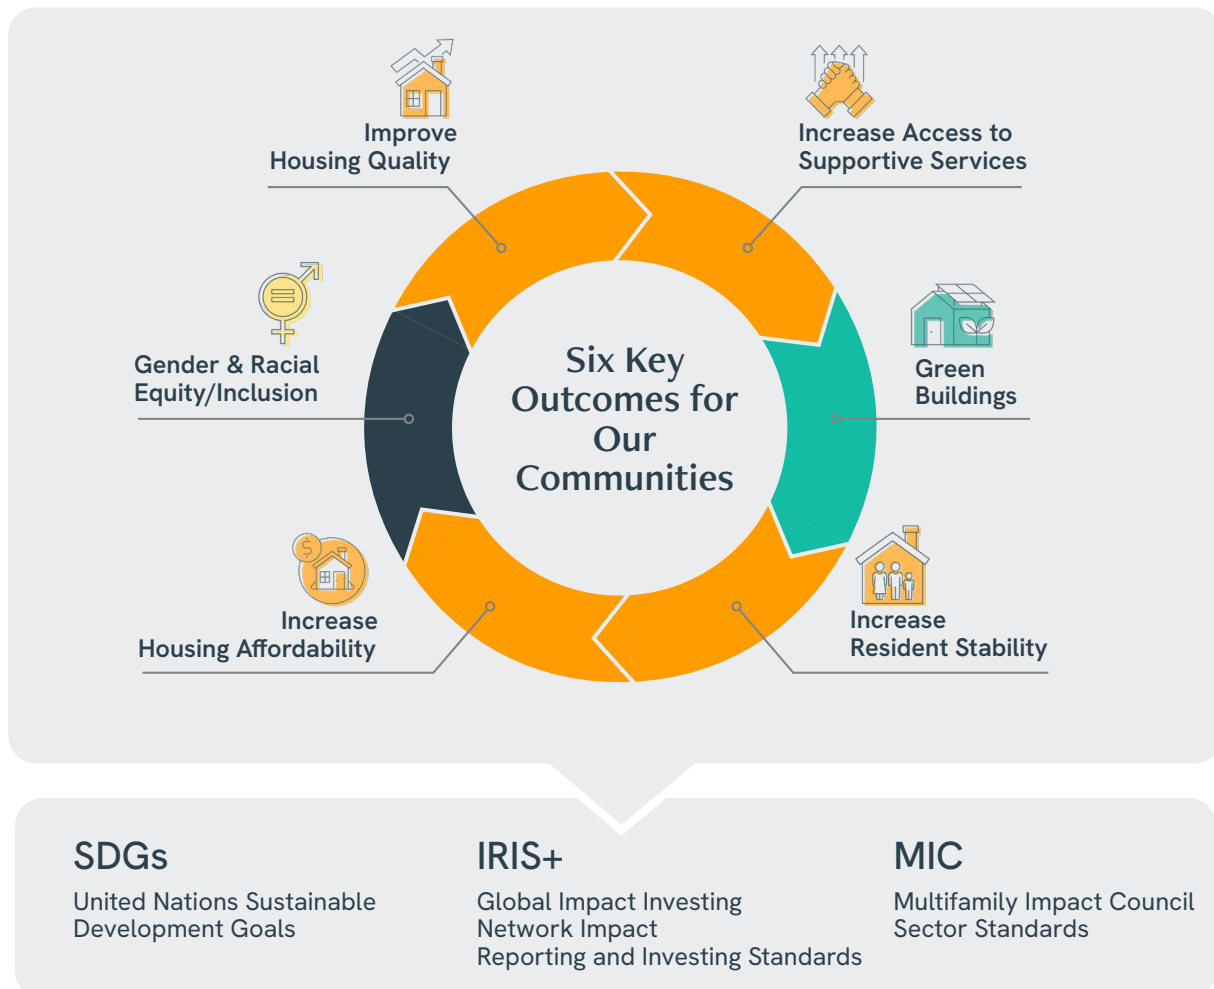 Improve
Housing Quality
Increase Access to
Supportive Services
Gender & Racial
Equity/Inclusion
Six Key
Outcomes for
Our
Communities
Green
Buildings
$
Increase
Housing Affordability
Increase
Resident Stability
SDGs
United Nations Sustainable
Development Goals
IRIS+
Global Impact Investing
Network Impact
Reporting and Investing Standards
MIC
Multifamily Impact Council
Sector Standards